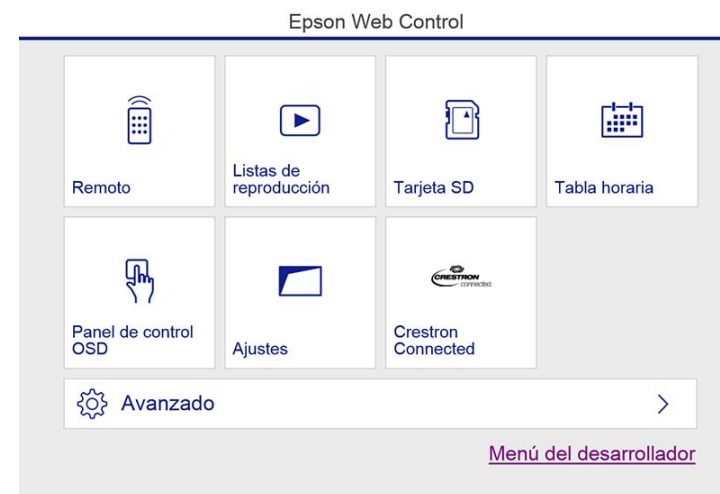 Epson Web Control
Remoto
Listas de
reproducción
Tarjeta SD
Tabla horaria
Panel de control
OSD
Ajustes
CRESTRON
connected
Crestron
Connected
Avanzado
Menú del desarrollador